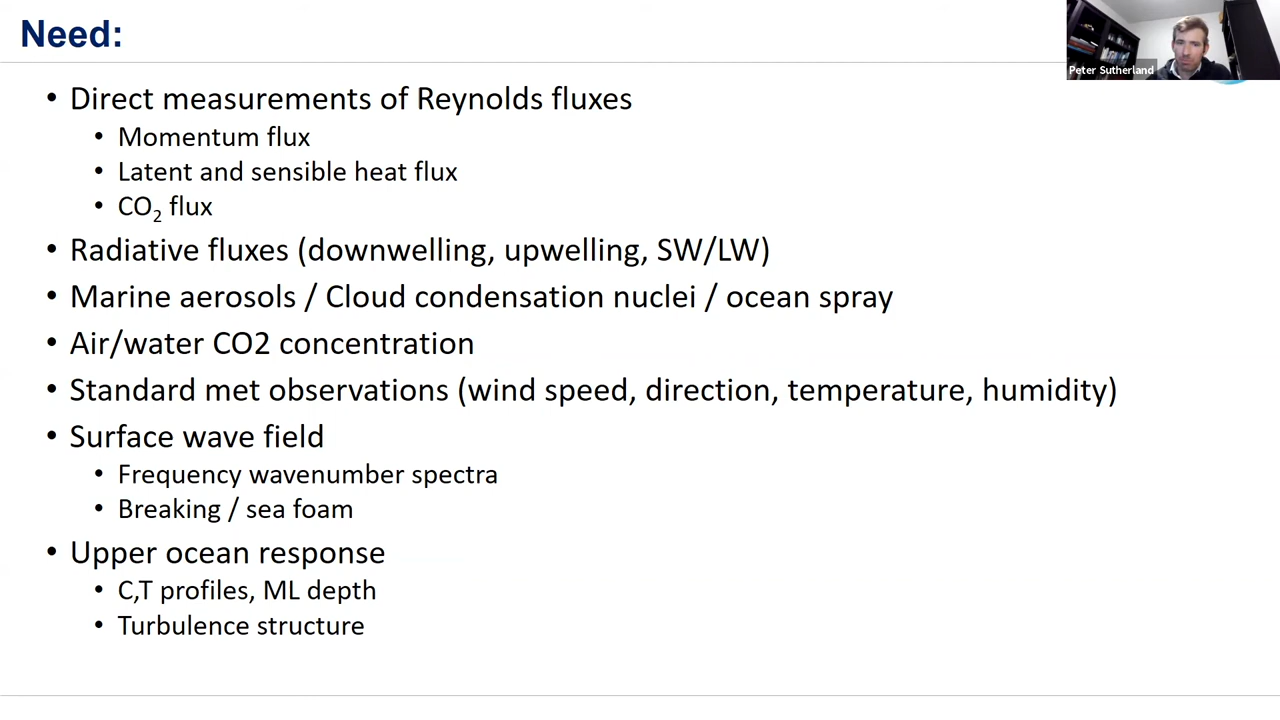 Need:
Peter Sutherland
• Direct measurements of Reynolds fluxes
• Momentum flux
• Latent and sensible heat flux
• CO₂ flux
• Radiative fluxes (downwelling, upwelling, SW/LW)
• Marine aerosols / Cloud condensation nuclei / ocean spray
• Air/water CO2 concentration
• Standard met observations (wind speed, direction, temperature, humidity)
• Surface wave field
• Frequency wavenumber spectra
• Breaking / sea foam
• Upper ocean response
• C,T profiles, ML depth
• Turbulence structure